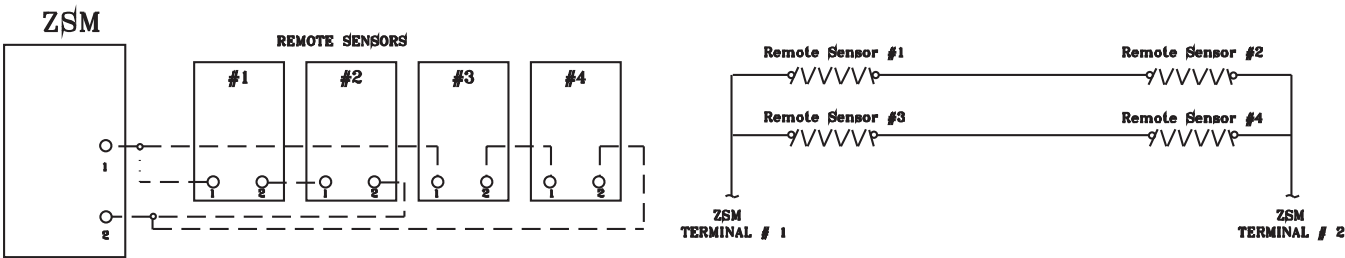 ZSM
REMOTE SENSORS
#1 #2 #3 #4
1
1 2 1 2 1 2 1 2
2
Remote Sensor #1 Remote Sensor #2
Remote Sensor #3 Remote Sensor #4
ZSM
TERMINAL # 1
ZSM
TERMINAL # 2